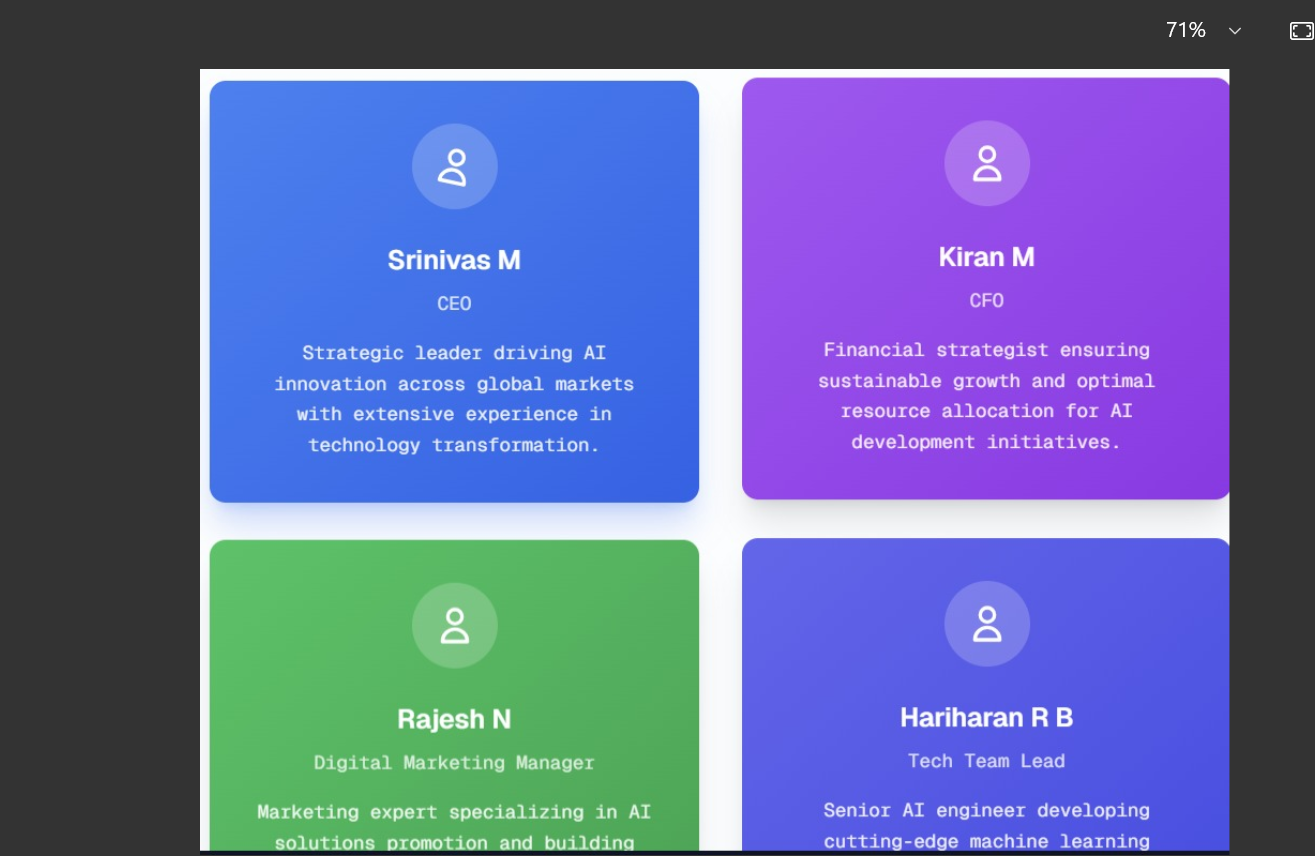 71%
Srinivas M
CEO
Strategic leader driving AI
innovation across global markets
with extensive experience in
technology transformation.
Kiran M
CFO
Financial strategist ensuring
sustainable growth and optimal
resource allocation for AI
development initiatives.
Rajesh N
Digital Marketing Manager
Marketing expert specializing in AI
solutions promotion and building
Hariharan R B
Tech Team Lead
Senior AI engineer developing
cutting-edge machine learning